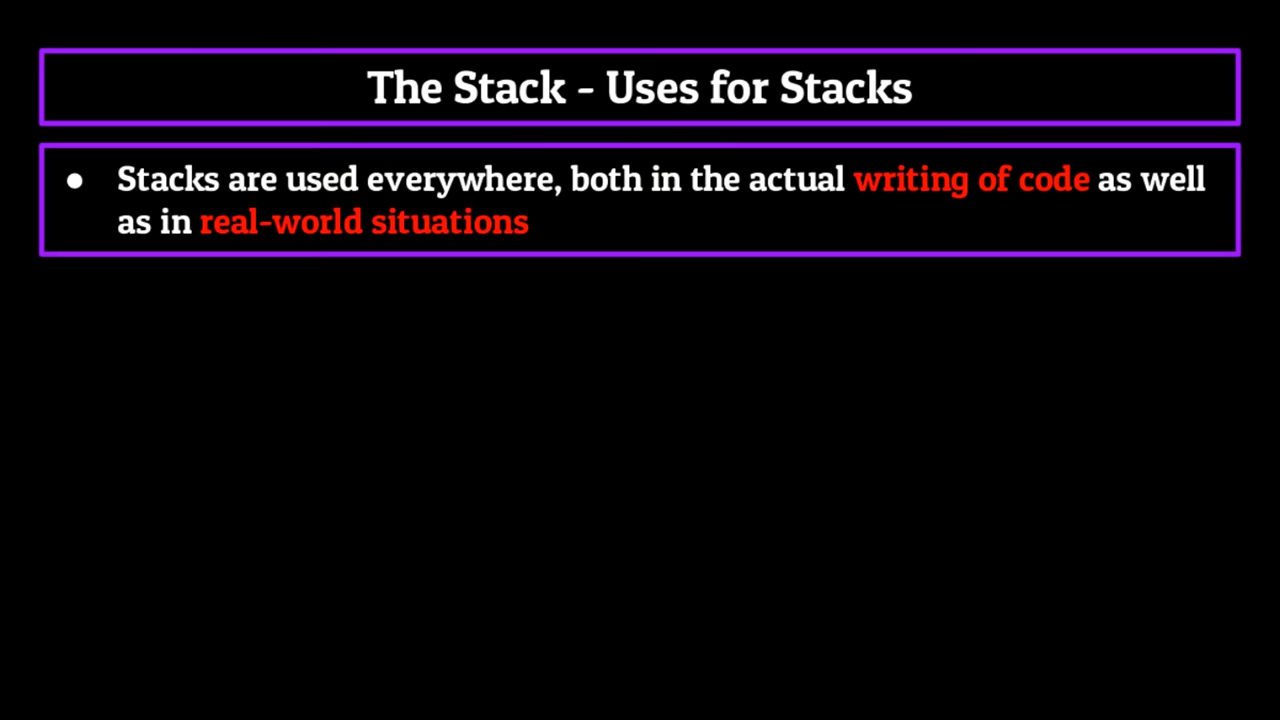 The Stack - Uses for Stacks
● Stacks are used everywhere, both in the actual writing of code as well
as in real-world situations